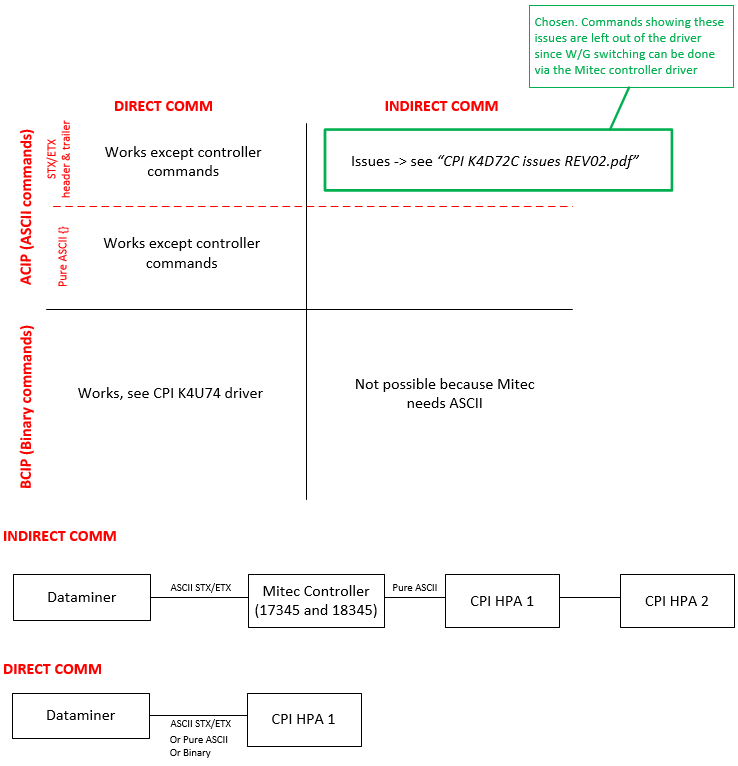 Chosen. Commands showing these
issues are left out of the driver
since W/G switching can be done
via the Mitec controller driver
DIRECT COMM
INDIRECT COMM
ACIP (ASCII commands)
STX/ETX
header & trailer
Works except controller
commands
Issues -> see “CPI K4D72C issues REV02.pdf”
Pure ASCII {}
Works except controller
commands
BCIP (Binary commands)
Works, see CPI K4U74 driver
Not possible because Mitec
needs ASCII
INDIRECT COMM
Dataminer
ASCII STX/ETX
Mitec Controller
(17345 and 18345)
Pure ASCII
CPI HPA 1
CPI HPA 2
DIRECT COMM
Dataminer
ASCII STX/ETX
Or Pure ASCII
Or Binary
CPI HPA 1